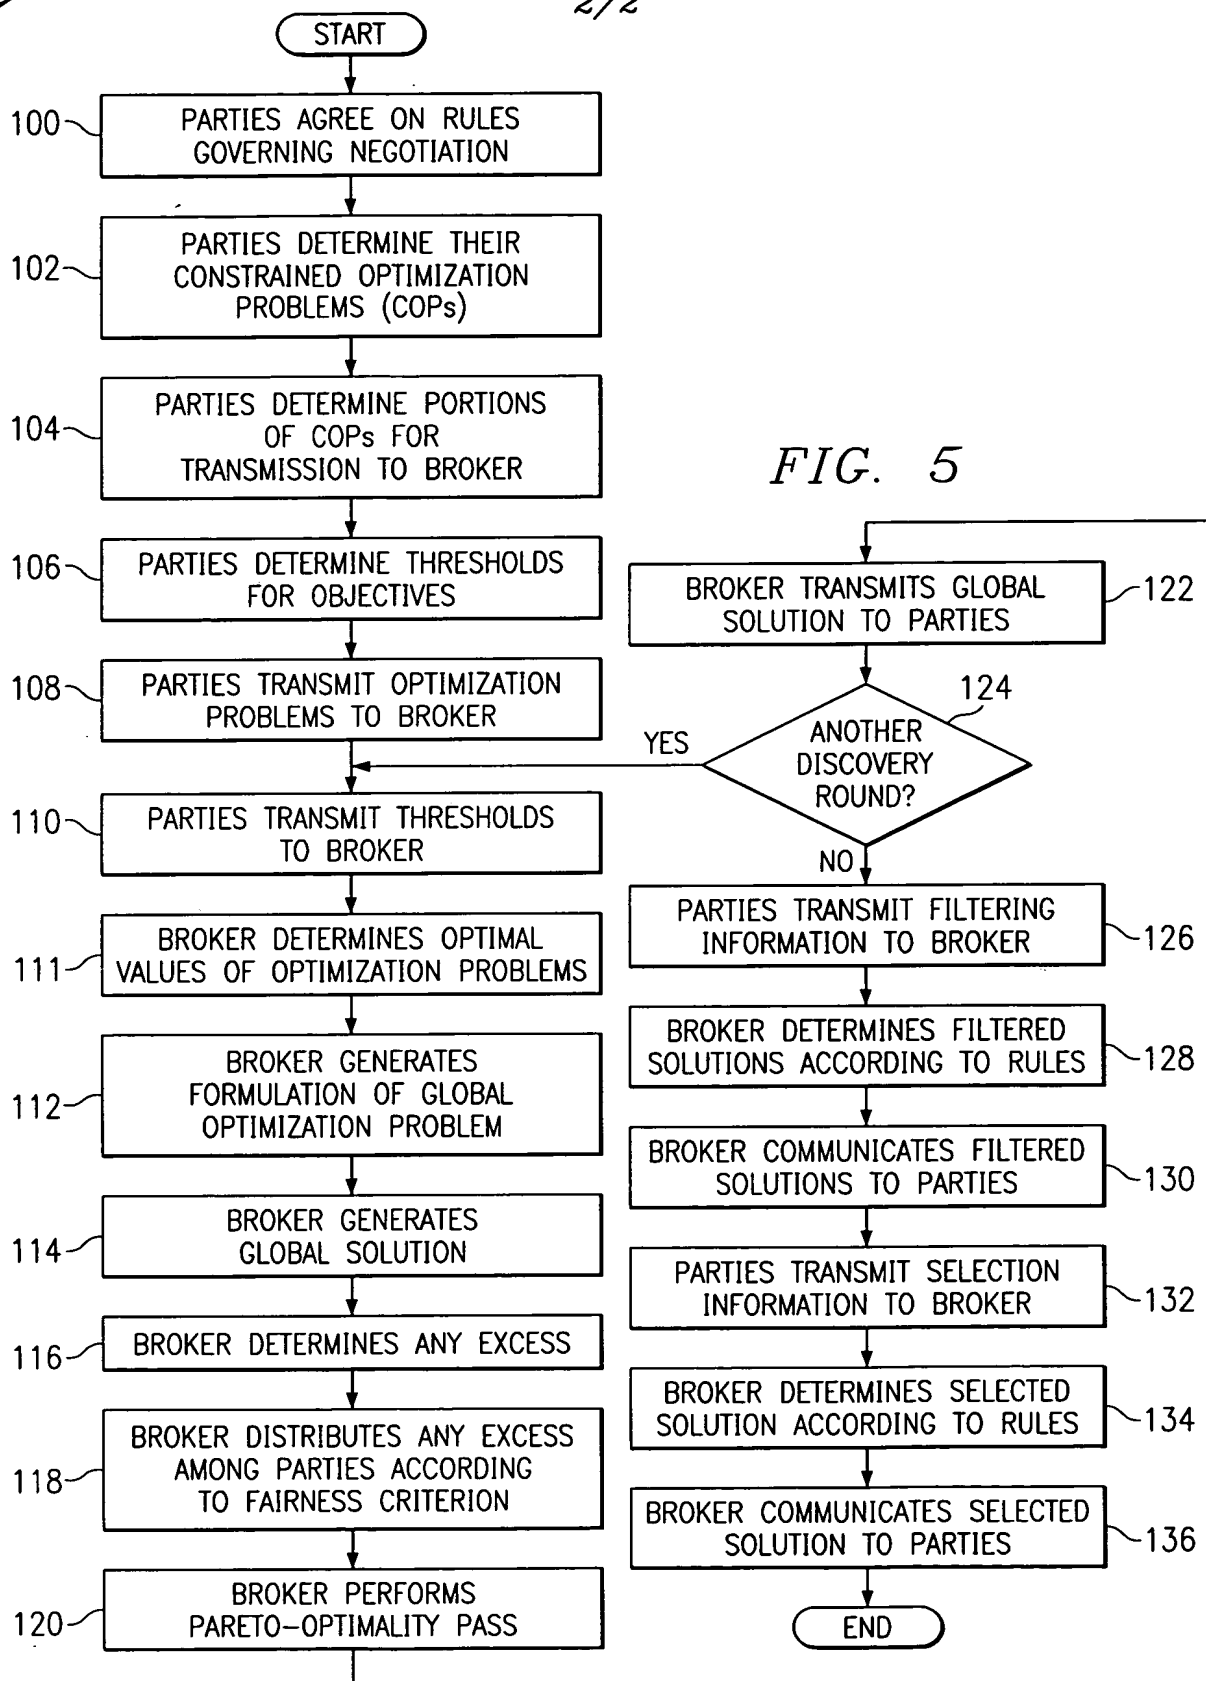 2/2
START
100
PARTIES AGREE ON RULES
GOVERNING NEGOTIATION
102
PARTIES DETERMINE THEIR
CONSTRAINED OPTIMIZATION
PROBLEMS (COPs)
104
PARTIES DETERMINE PORTIONS
OF COPs FOR
TRANSMISSION TO BROKER
106
PARTIES DETERMINE THRESHOLDS
FOR OBJECTIVES
108
PARTIES TRANSMIT OPTIMIZATION
PROBLEMS TO BROKER
110
PARTIES TRANSMIT THRESHOLDS
TO BROKER
111
BROKER DETERMINES OPTIMAL
VALUES OF OPTIMIZATION PROBLEMS
112
BROKER GENERATES
FORMULATION OF GLOBAL
OPTIMIZATION PROBLEM
114
BROKER GENERATES
GLOBAL SOLUTION
116
BROKER DETERMINES ANY EXCESS
118
BROKER DISTRIBUTES ANY EXCESS
AMONG PARTIES ACCORDING
TO FAIRNESS CRITERION
120
BROKER PERFORMS
PARETO-OPTIMALITY PASS
FIG. 5
BROKER TRANSMITS GLOBAL
SOLUTION TO PARTIES
122
124
ANOTHER
DISCOVERY
ROUND?
YES
NO
PARTIES TRANSMIT FILTERING
INFORMATION TO BROKER
126
BROKER DETERMINES FILTERED
SOLUTIONS ACCORDING TO RULES
128
BROKER COMMUNICATES FILTERED
SOLUTIONS TO PARTIES
130
PARTIES TRANSMIT SELECTION
INFORMATION TO BROKER
132
BROKER DETERMINES SELECTED
SOLUTION ACCORDING TO RULES
134
BROKER COMMUNICATES SELECTED
SOLUTION TO PARTIES
136
END